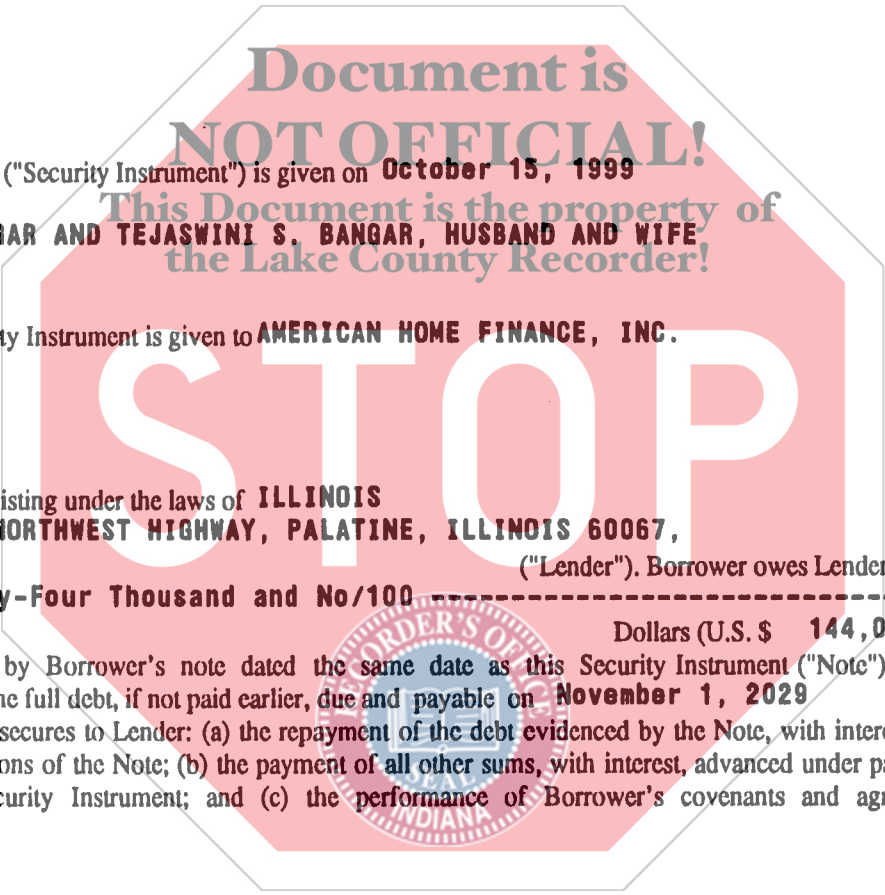 Document is
NOT OFFICIAL!
("Security Instrument") is given on October 15, 1999
This Document is the property of
GAR AND TEJASWINI S. BANGAR, HUSBAND AND WIFE
the Lake County Recorder!
ty Instrument is given to AMERICAN HOME FINANCE, INC.
STOP
isting under the laws of ILLINOIS
NORTHWEST HIGHWAY, PALATINE, ILLINOIS 60067,
("Lender"). Borrower owes Lender
y-Four Thousand and No/100 --------------------------------
Dollars (U.S. $ 144,0
by Borrower's note dated the same date as this Security Instrument ("Note")
he full debt, if not paid earlier, due and payable on November 1, 2029
secures to Lender: (a) the repayment of the debt evidenced by the Note, with intere
ons of the Note; (b) the payment of all other sums, with interest, advanced under pa
curity Instrument; and (c) the performance of Borrower's covenants and agr
RECORDER'S OFFICE
SEAL
INDIANA